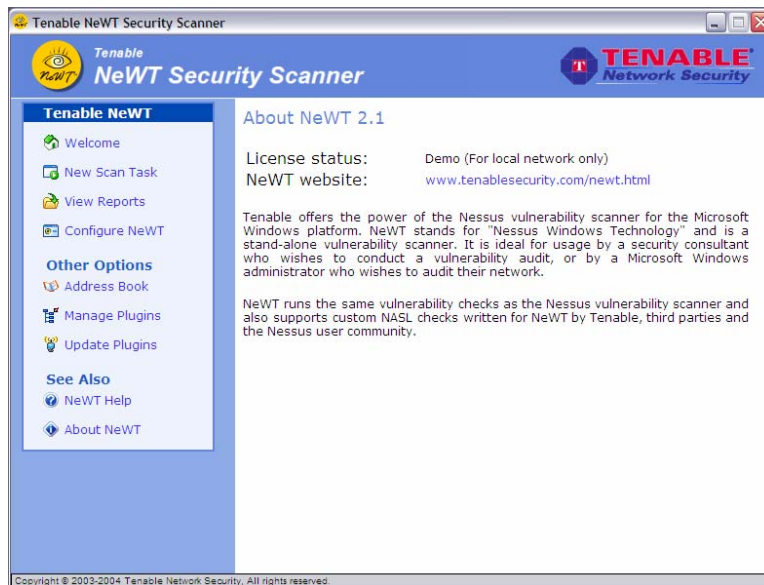 Tenable NeWT Security Scanner
NeWT
Tenable
NeWT Security Scanner
T
TENABLE
Network Security
Tenable NeWT
Welcome
New Scan Task
View Reports
Configure NeWT
Other Options
Address Book
Manage Plugins
Update Plugins
See Also
NeWT Help
About NeWT
About NeWT 2.1
License status: Demo (For local network only)
NeWT website: www.tenablesecurity.com/newt.html
Tenable offers the power of the Nessus vulnerability scanner for the Microsoft
Windows platform. NeWT stands for "Nessus Windows Technology" and is a
stand-alone vulnerability scanner. It is ideal for usage by a security consultant
who wishes to conduct a vulnerability audit, or by a Microsoft Windows
administrator who wishes to audit their network.
NeWT runs the same vulnerability checks as the Nessus vulnerability scanner and
also supports custom NASL checks written for NeWT by Tenable, third parties and
the Nessus user community.
Copyright © 2003-2004 Tenable Network Security, All rights reserved.